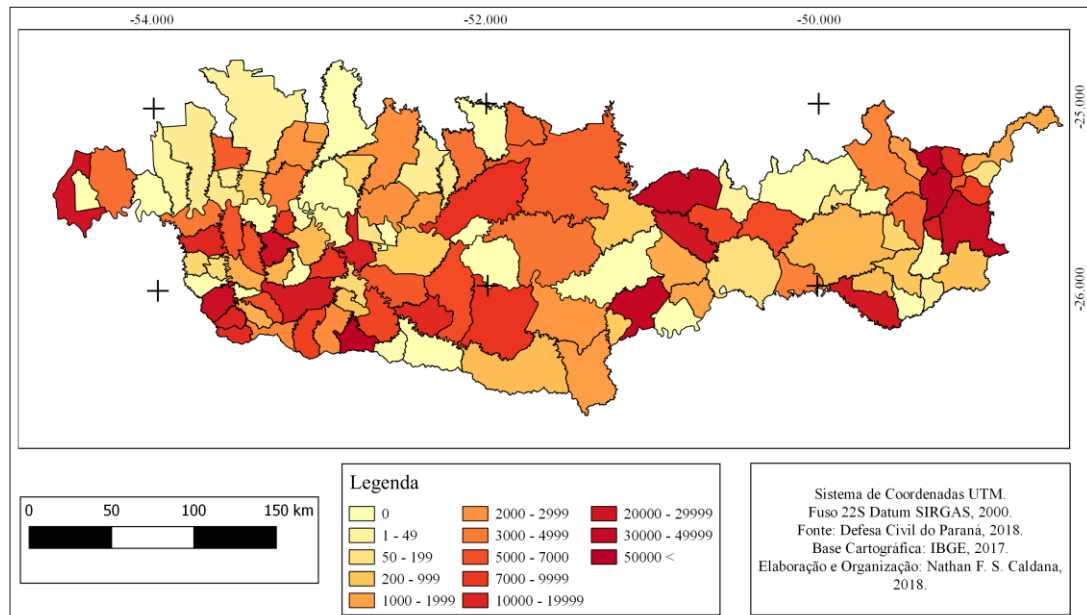 -54.000
-52.000
-50.000
-25.000
-26.000
0
50
100
150 km
Legenda
0
1 - 49
50 - 199
200 - 999
1000 - 1999
2000 - 2999
3000 - 4999
5000 - 7000
7000 - 9999
10000 - 19999
20000 - 29999
30000 - 49999
50000 <
Sistema de Coordenadas UTM.
Fuso 22S Datum SIRGAS, 2000.
Fonte: Defesa Civil do Paraná, 2018.
Base Cartográfica: IBGE, 2017.
Elaboração e Organização: Nathan F. S. Caldana,
2018.